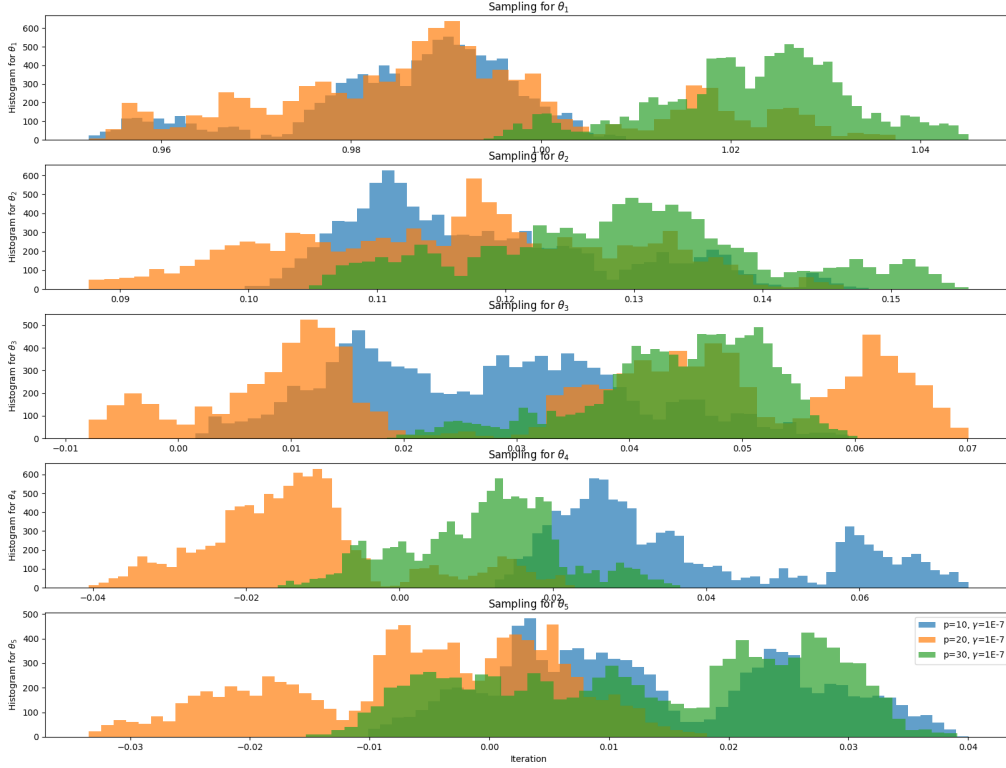 Sampling for θ₁
Histogram for θ₁
600
500
400
300
200
100
0
0.96 0.98 1.00 1.02 1.04
Sampling for θ₂
Histogram for θ₂
600
500
400
300
200
100
0
0.09 0.10 0.11 0.12 0.13 0.14 0.15
Sampling for θ₃
Histogram for θ₃
500
400
300
200
100
0
−0.01 0.00 0.01 0.02 0.03 0.04 0.05 0.06 0.07
Sampling for θ₄
Histogram for θ₄
600
500
400
300
200
100
0
−0.04 −0.02 0.00 0.02 0.04 0.06
Sampling for θ₅
Histogram for θ₅
500
400
300
200
100
0
p=10, γ=1E-7
p=20, γ=1E-7
p=30, γ=1E-7
−0.03 −0.02 −0.01 0.00 0.01 0.02 0.03 0.04
Iteration